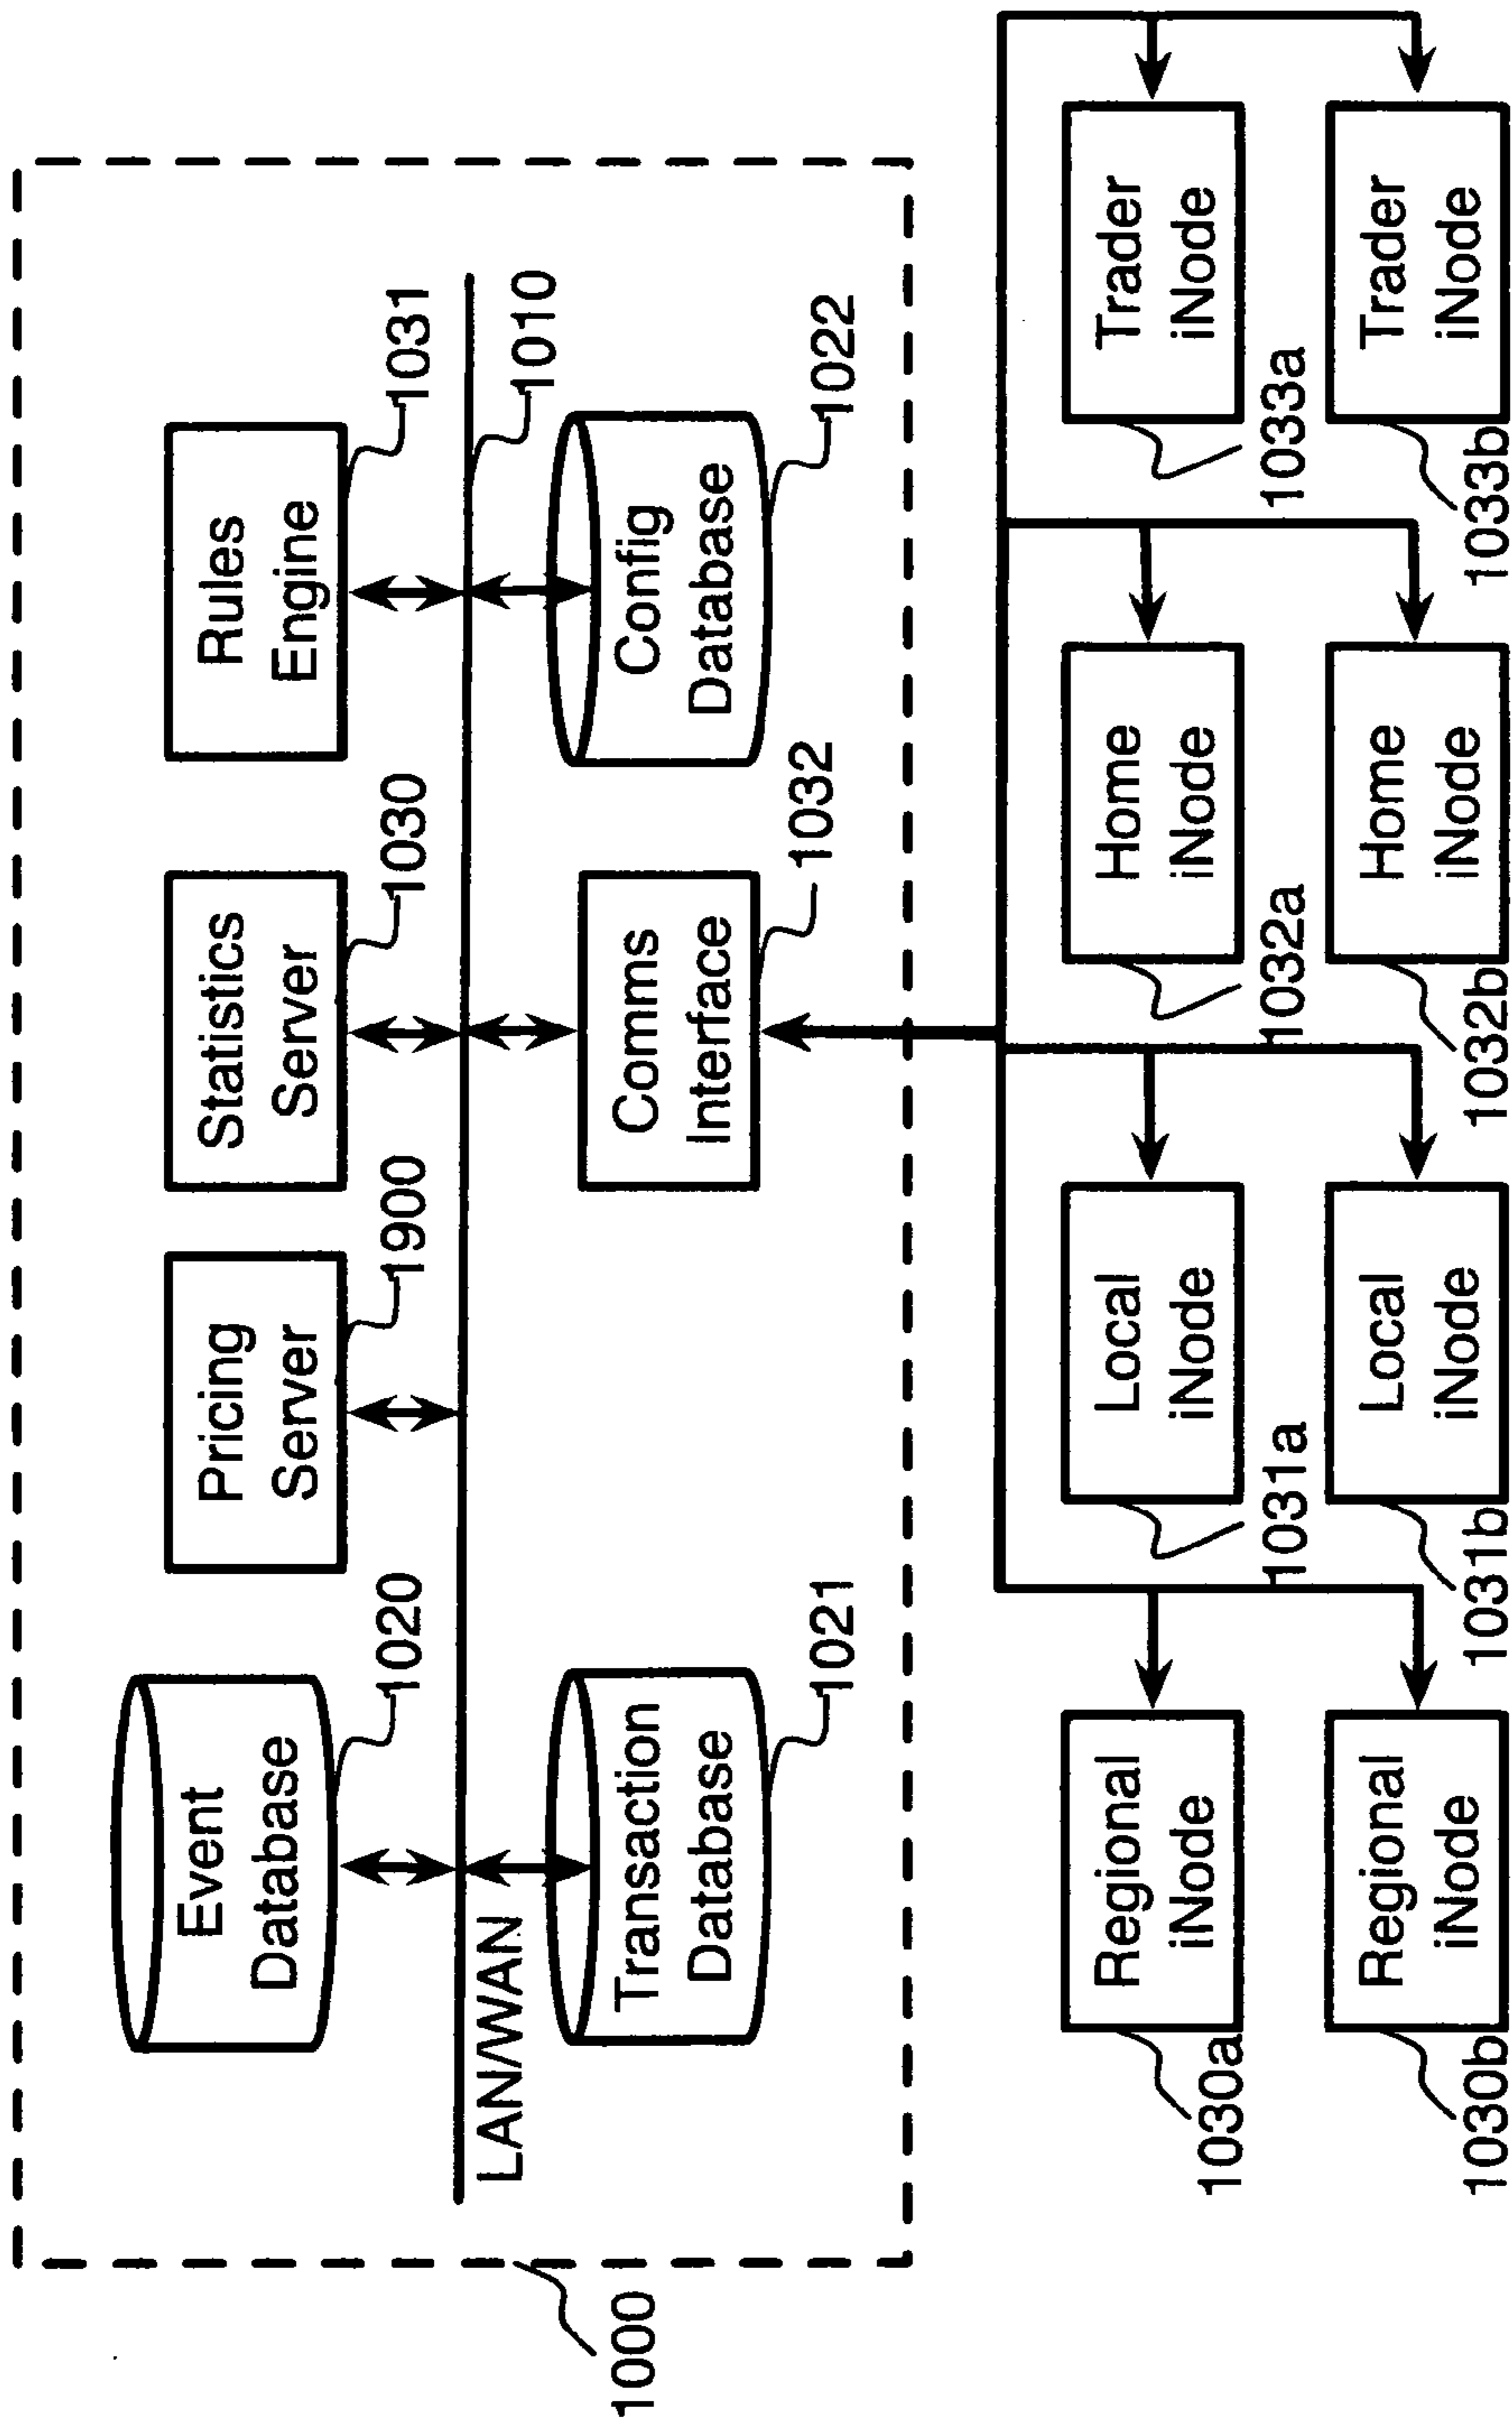 Event
Database
1020
Pricing
Server
1900
Statistics
Server
1030
Rules
Engine
1031
LAN/WAN
1010
Transaction
Database
1021
Comms
Interface
1032
Config
Database
1022
1000
Regional
iNode
1030a
Local
iNode
1031a
Home
iNode
1032a
Trader
iNode
1033a
Regional
iNode
1030b
Local
iNode
1031b
Home
iNode
1032b
Trader
iNode
1033b